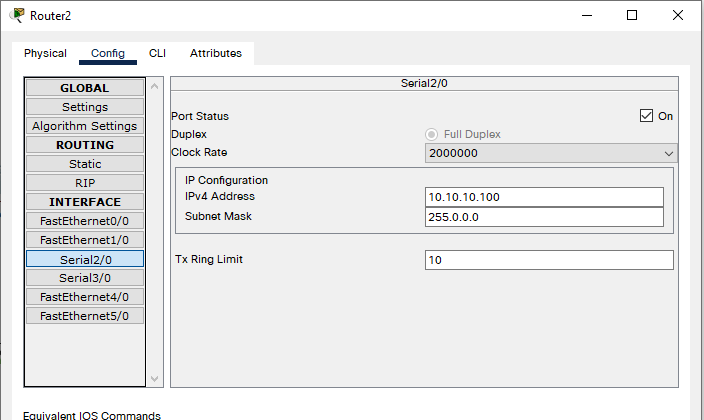 Router2
Physical Config CLI Attributes
GLOBAL
Settings
Algorithm Settings
ROUTING
Static
RIP
INTERFACE
FastEthernet0/0
FastEthernet1/0
Serial2/0
Serial3/0
FastEthernet4/0
FastEthernet5/0
Serial2/0
Port Status On
Duplex Full Duplex
Clock Rate 2000000
IP Configuration
IPv4 Address 10.10.10.100
Subnet Mask 255.0.0.0
Tx Ring Limit 10
Equivalent IOS Commands